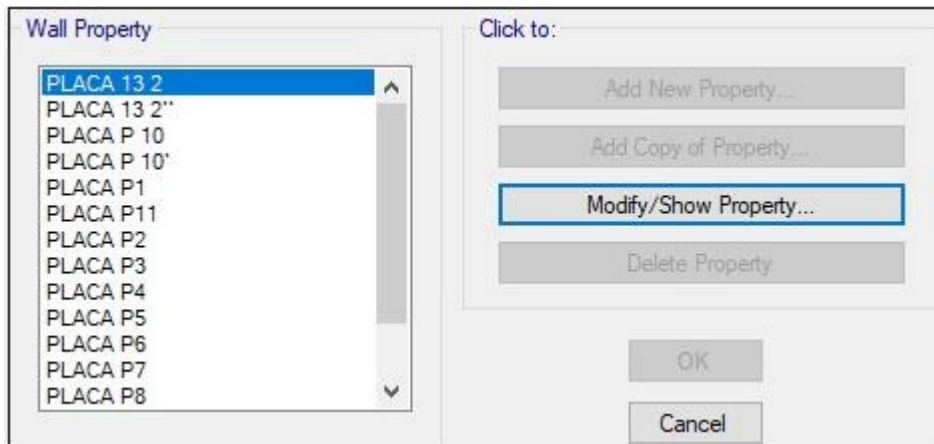 Wall Property
PLACA 13 2
PLACA 13 2''
PLACA P 10
PLACA P 10'
PLACA P1
PLACA P11
PLACA P2
PLACA P3
PLACA P4
PLACA P5
PLACA P6
PLACA P7
PLACA P8
Click to:
Add New Property...
Add Copy of Property...
Modify/Show Property...
Delete Property
OK
Cancel